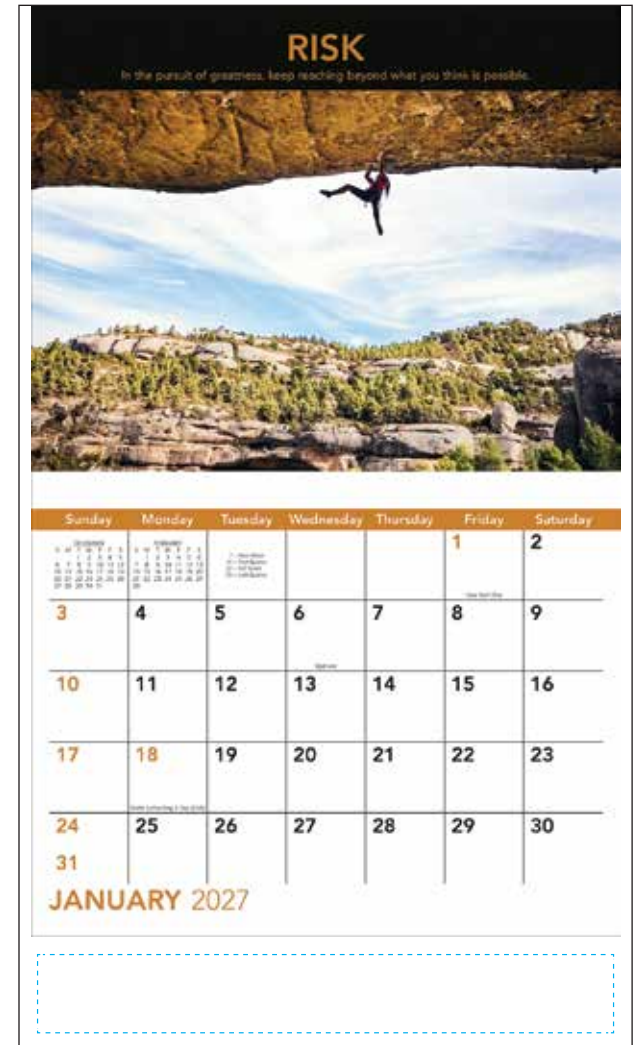 RISK
In the pursuit of greatness, keep reaching beyond what you think is possible.
Sunday Monday Tuesday Wednesday Thursday Friday Saturday
1 2
New Year's Day
3 4 5 6 7 8 9
Epiphany
10 11 12 13 14 15 16
17 18 19 20 21 22 23
24 25 26 27 28 29 30
31
JANUARY 2027